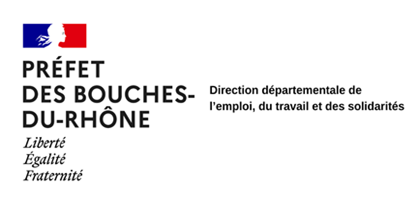 PRÉFET
DES BOUCHES-
DU-RHÔNE
Liberté
Égalité
Fraternité
Direction départementale de
l'emploi, du travail et des solidarités